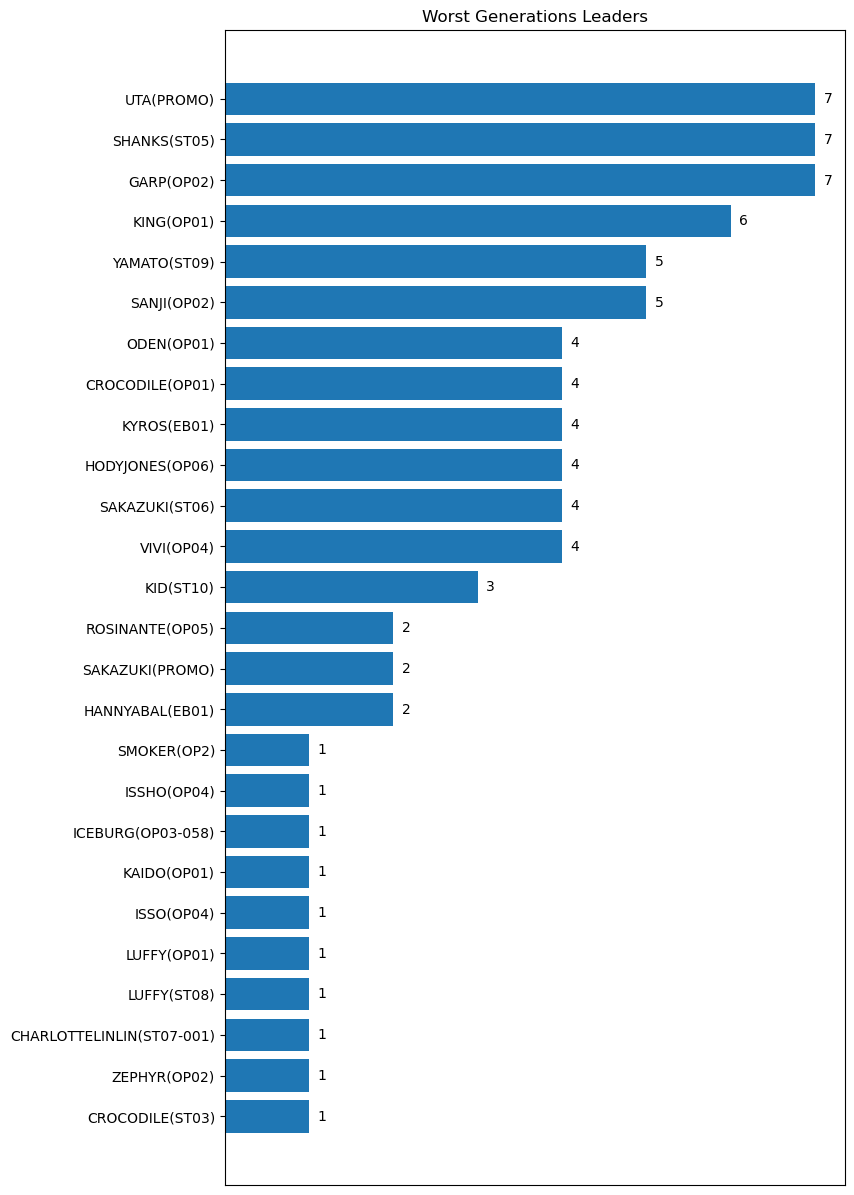 Worst Generations Leaders
UTA(PROMO) 7
SHANKS(ST05) 7
GARP(OP02) 7
KING(OP01) 6
YAMATO(ST09) 5
SANJI(OP02) 5
ODEN(OP01) 4
CROCODILE(OP01) 4
KYROS(EB01) 4
HODYJONES(OP06) 4
SAKAZUKI(ST06) 4
VIVI(OP04) 4
KID(ST10) 3
ROSINANTE(OP05) 2
SAKAZUKI(PROMO) 2
HANNYABAL(EB01) 2
SMOKER(OP2) 1
ISSHO(OP04) 1
ICEBURG(OP03-058) 1
KAIDO(OP01) 1
ISSO(OP04) 1
LUFFY(OP01) 1
LUFFY(ST08) 1
CHARLOTTELINLIN(ST07-001) 1
ZEPHYR(OP02) 1
CROCODILE(ST03) 1